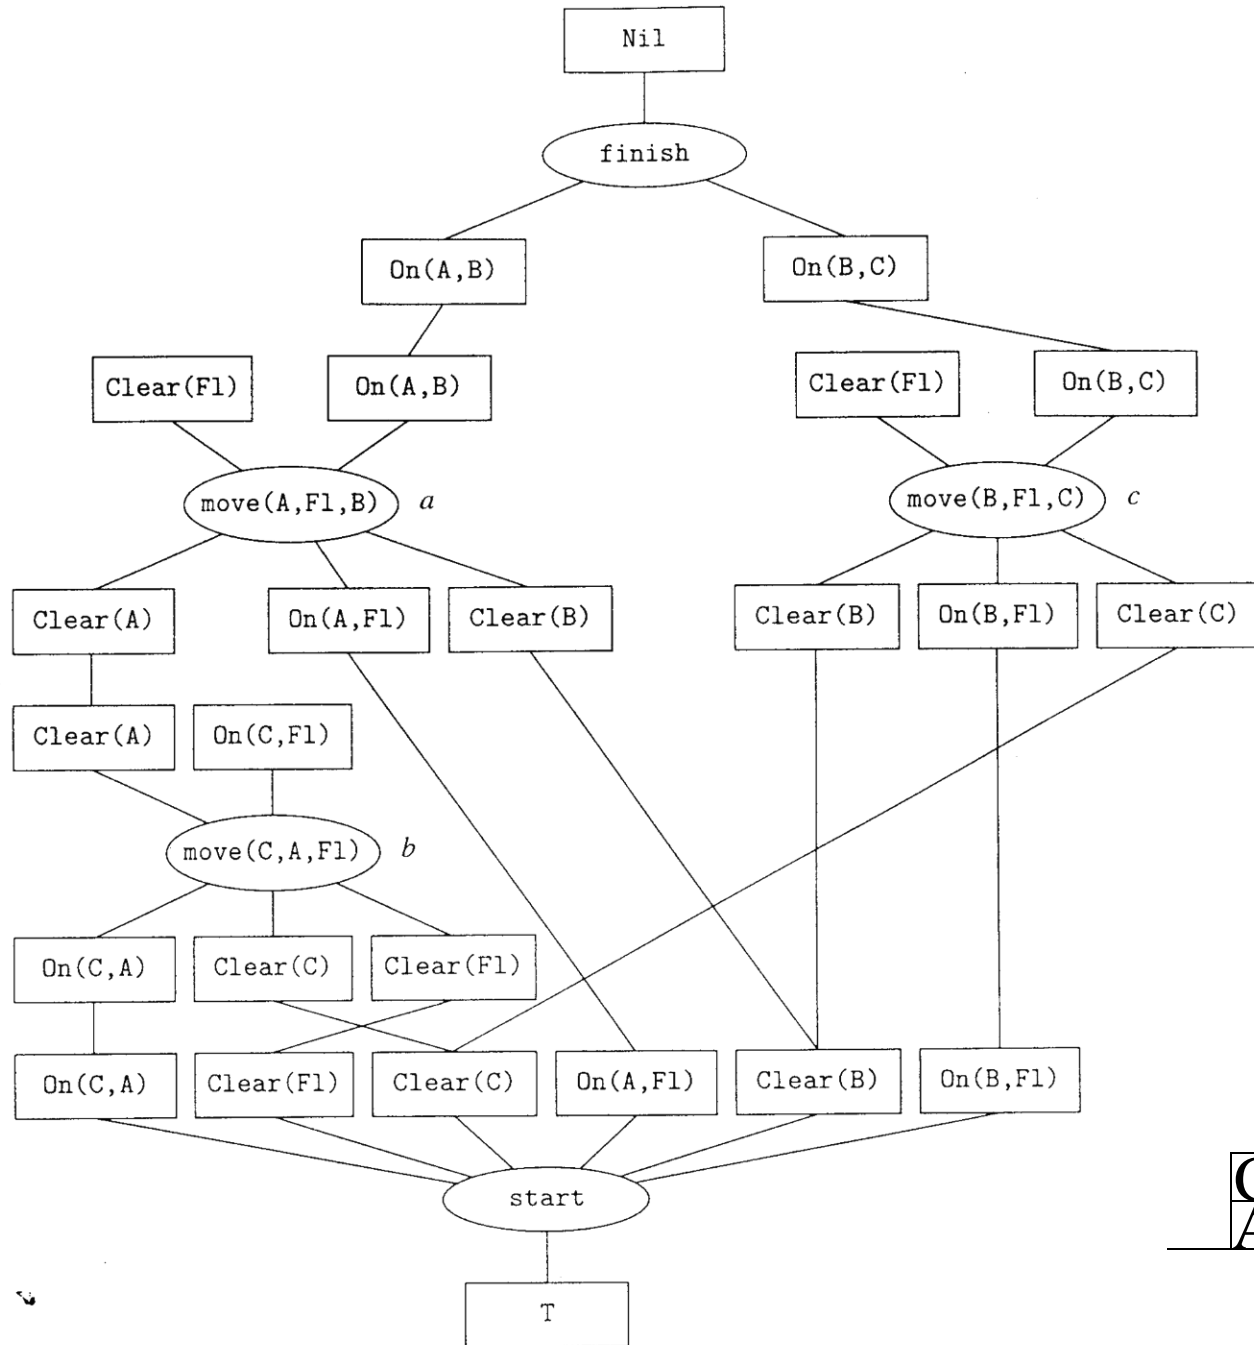 Nil
finish
On(A,B)
On(B,C)
Clear(Fl)
On(A,B)
Clear(Fl)
On(B,C)
move(A,Fl,B)
a
move(B,Fl,C)
c
Clear(A)
On(A,Fl)
Clear(B)
Clear(B)
On(B,Fl)
Clear(C)
Clear(A)
On(C,Fl)
move(C,A,Fl)
b
On(C,A)
Clear(C)
Clear(Fl)
On(C,A)
Clear(Fl)
Clear(C)
On(A,Fl)
Clear(B)
On(B,Fl)
start
A
T